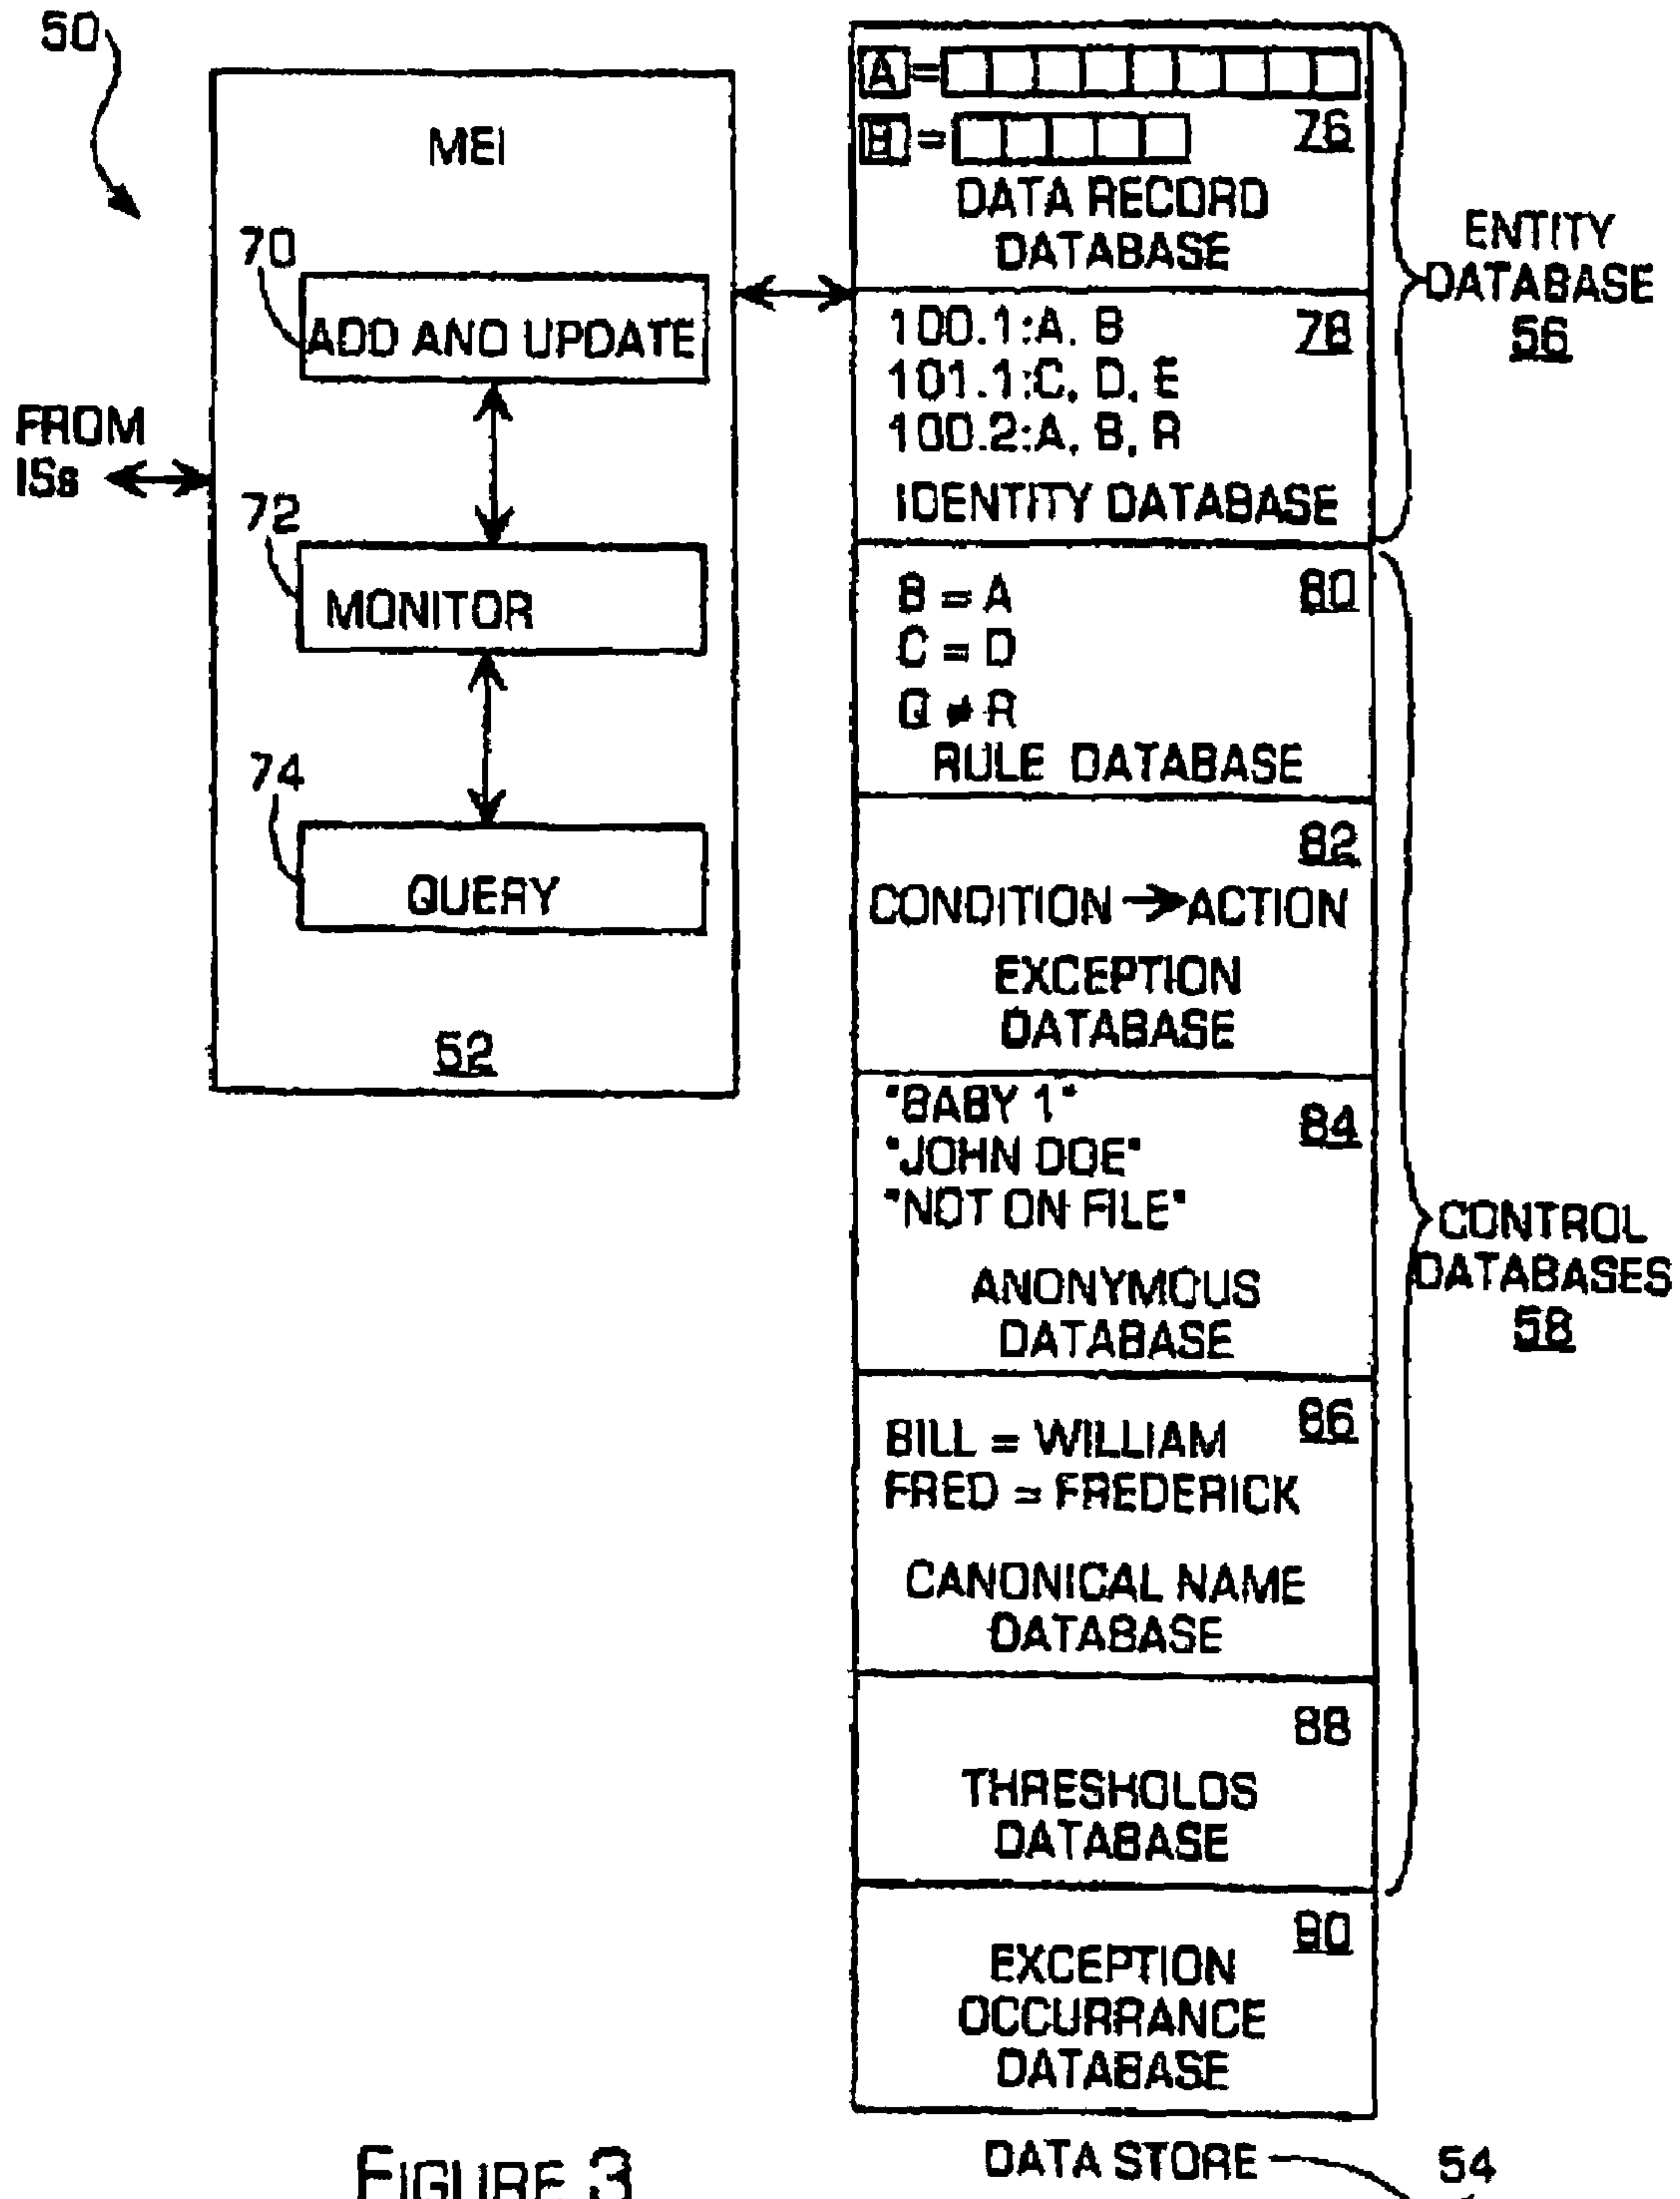 50
MEI
70
ADD AND UPDATE
FROM
ISs
72
MONITOR
74
QUERY
52
A =
B =
76
DATA RECORD
DATABASE
100.1:A, B
78
101.1:C, D, E
100.2:A, B, R
IDENTITY DATABASE
ENTITY
DATABASE
56
B = A
80
C = D
Q ≠ R
RULE DATABASE
82
CONDITION → ACTION
EXCEPTION
DATABASE
"BABY 1"
84
"JOHN DOE"
"NOT ON FILE"
ANONYMOUS
DATABASE
CONTROL
DATABASES
58
86
BILL = WILLIAM
FRED = FREDERICK
CANONICAL NAME
DATABASE
88
THRESHOLDS
DATABASE
90
EXCEPTION
OCCURRANCE
DATABASE
DATA STORE
54
FIGURE 3